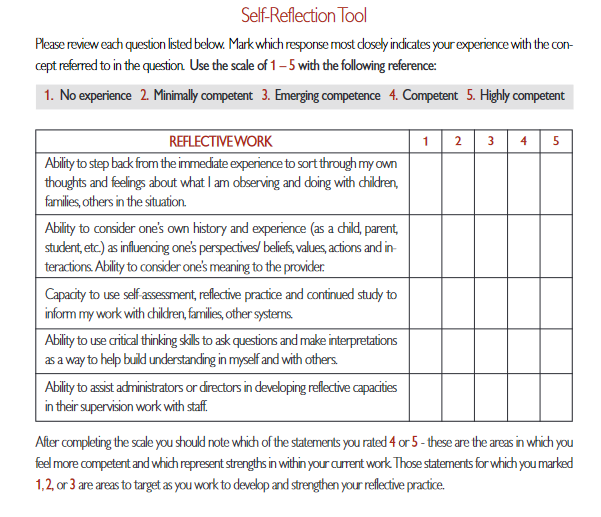 Self-Reflection Tool
Please review each question listed below. Mark which response most closely indicates your experience with the con-
cept referred to in the question. Use the scale of 1 – 5 with the following reference:
1. No experience 2. Minimally competent 3. Emerging competence 4. Competent 5. Highly competent
REFLECTIVE WORK 1 2 3 4 5
Ability to step back from the immediate experience to sort through my own
thoughts and feelings about what I am observing and doing with children,
families, others in the situation.
Ability to consider one's own history and experience (as a child, parent,
student, etc.) as influencing one's perspectives/ beliefs, values, actions and in-
teractions. Ability to consider one's meaning to the provider.
Capacity to use self-assessment, reflective practice and continued study to
inform my work with children, families, other systems.
Ability to use critical thinking skills to ask questions and make interpretations
as a way to help build understanding in myself and with others.
Ability to assist administrators or directors in developing reflective capacities
in their supervision work with staff.
After completing the scale you should note which of the statements you rated 4 or 5 - these are the areas in which you
feel more competent and which represent strengths in within your current work. Those statements for which you marked
1, 2, or 3 are areas to target as you work to develop and strengthen your reflective practice.